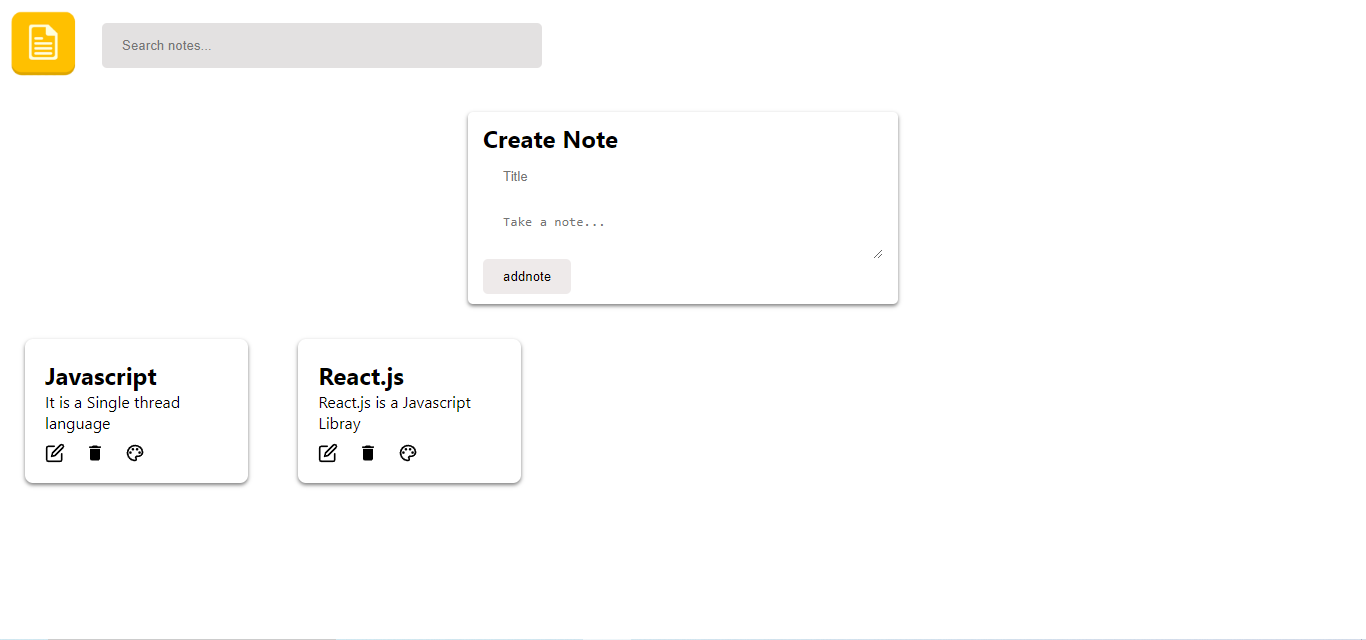 Search notes...
Create Note
Title
Take a note...
addnote
Javascript
It is a Single thread
language
React.js
React.js is a Javascript
Libray